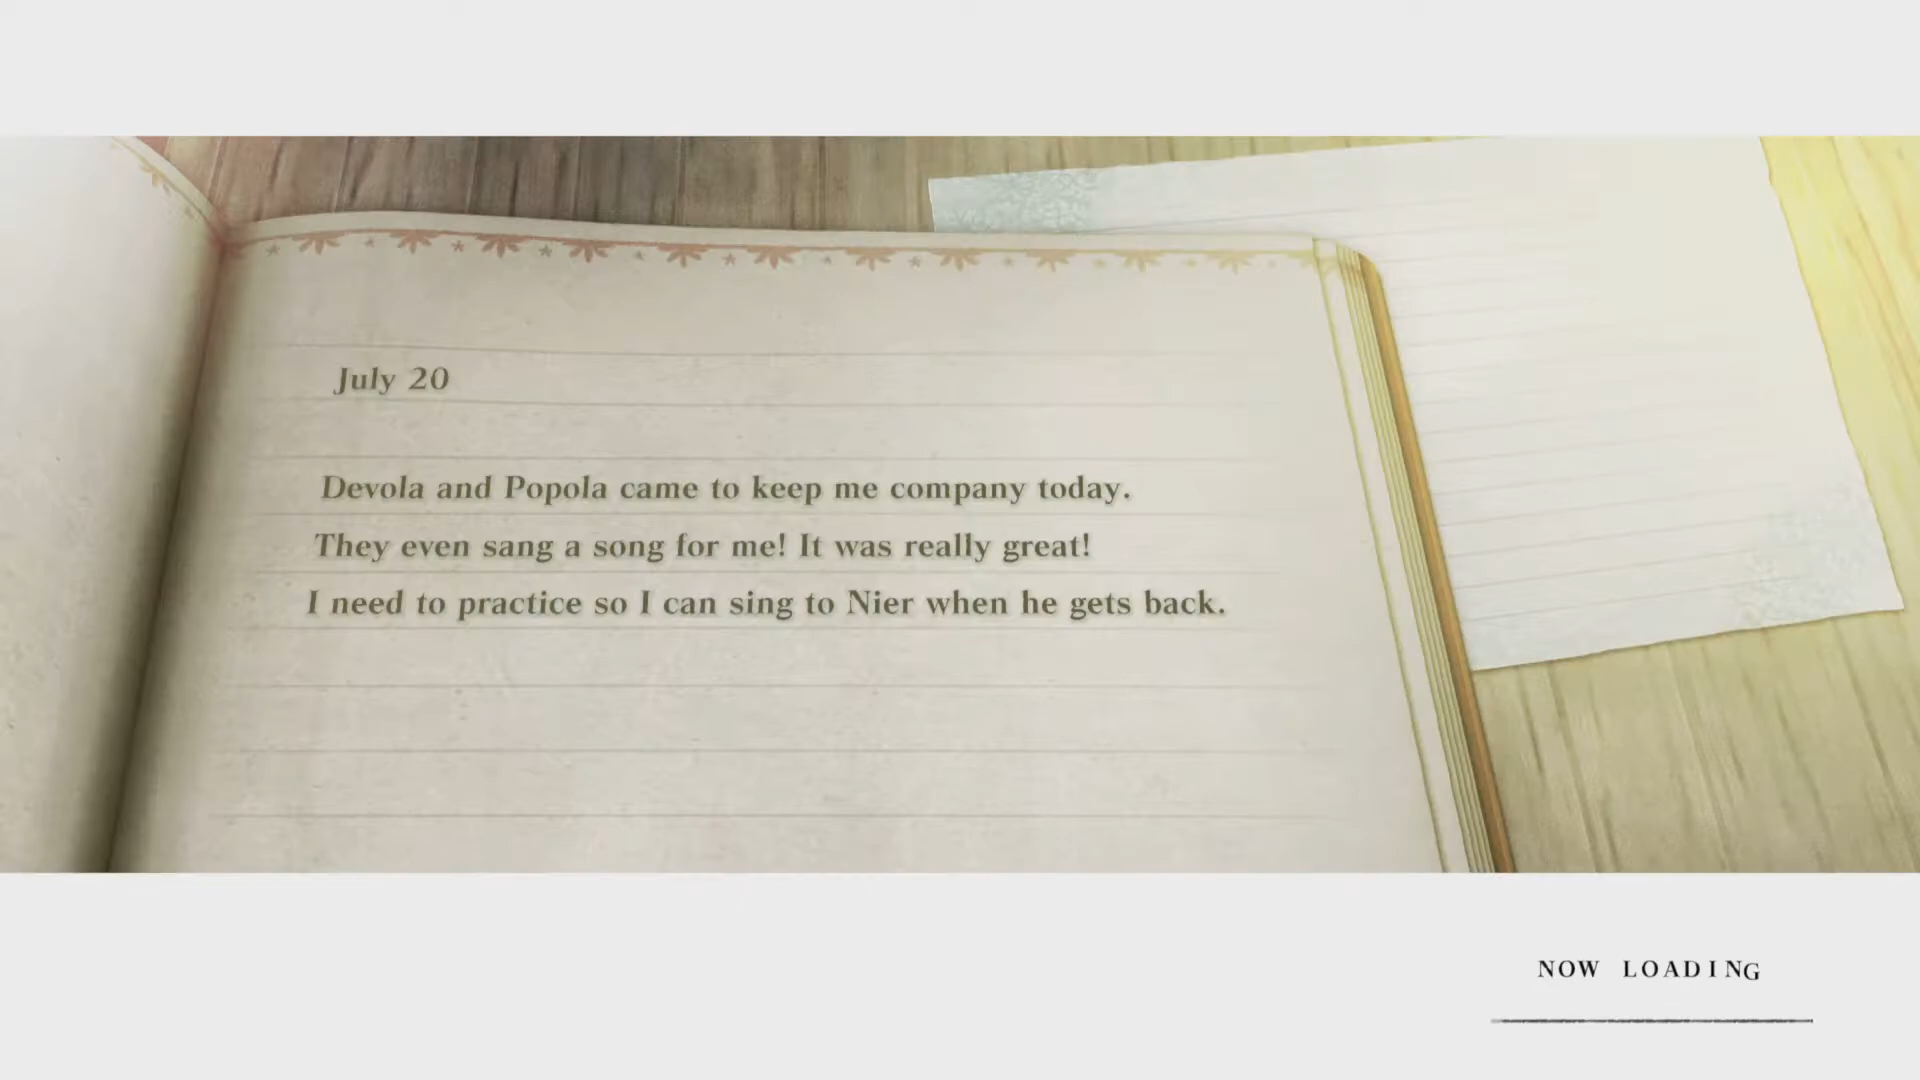 July 20
Devola and Popola came to keep me company today.
They even sang a song for me! It was really great!
I need to practice so I can sing to Nier when he gets back.
NOW LOADING